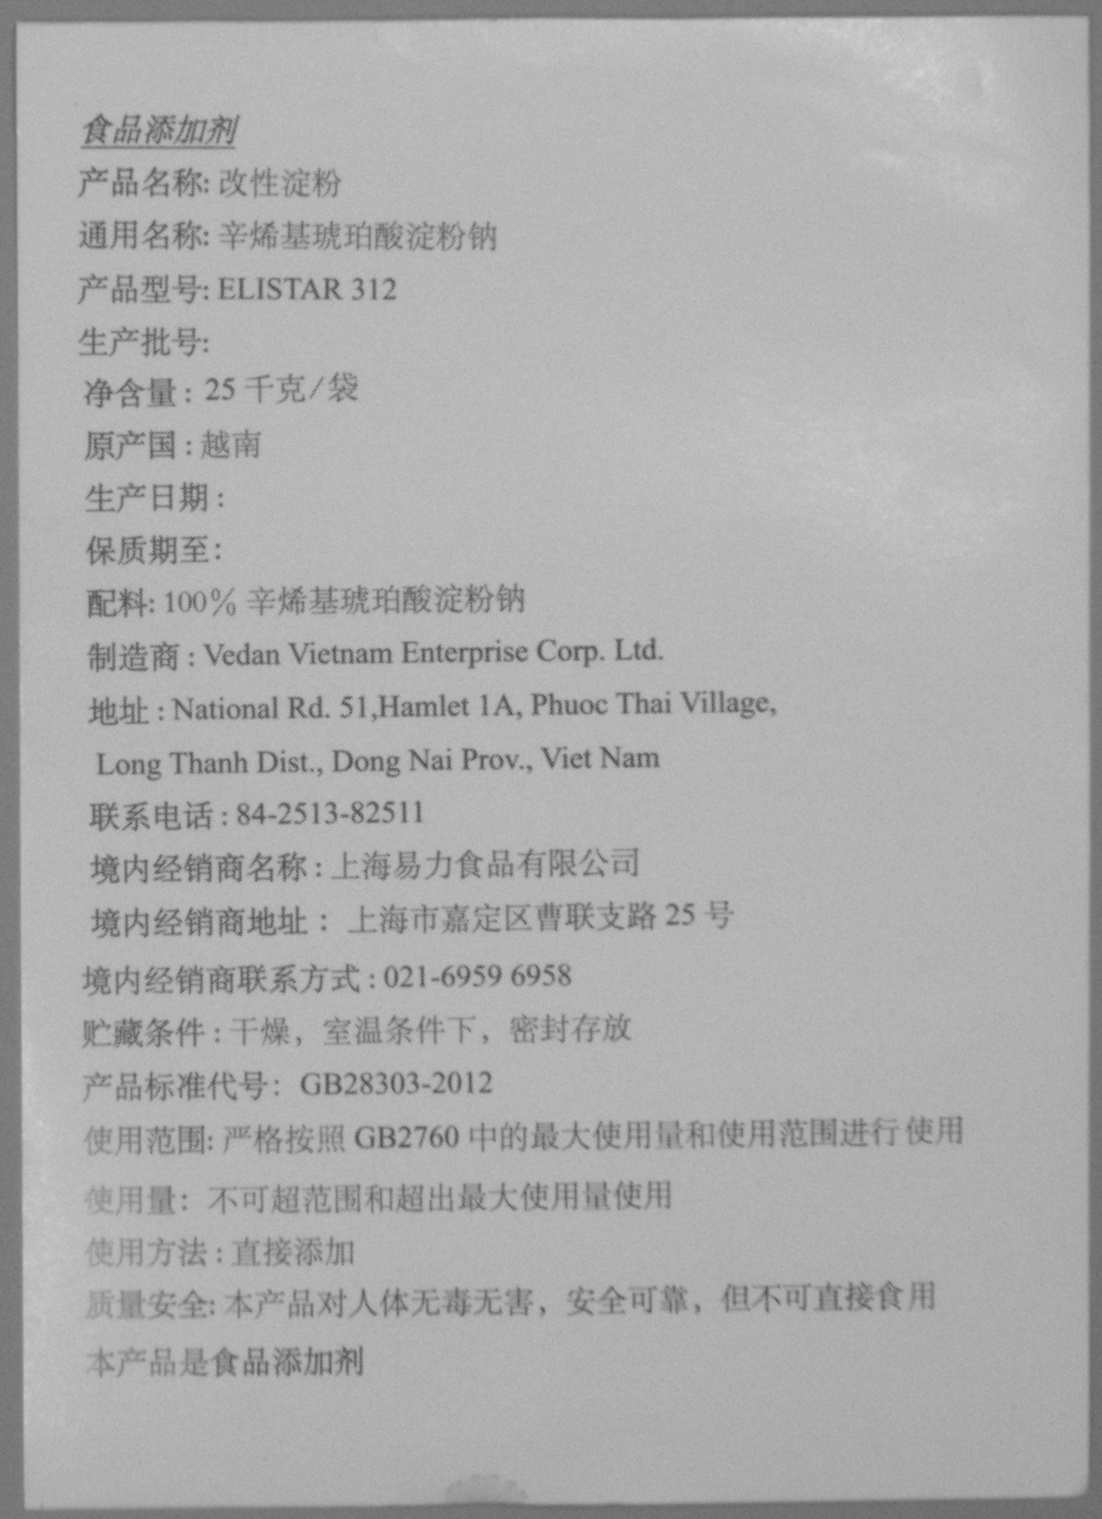 食品添加剂
产品名称: 改性淀粉
通用名称: 辛烯基琥珀酸淀粉钠
产品型号: ELISTAR 312
生产批号:
净含量: 25 千克/袋
原产国: 越南
生产日期:
保质期至:
配料: 100% 辛烯基琥珀酸淀粉钠
制造商: Vedan Vietnam Enterprise Corp. Ltd.
地址: National Rd. 51,Hamlet 1A, Phuoc Thai Village,
Long Thanh Dist., Dong Nai Prov., Viet Nam
联系电话: 84-2513-82511
境内经销商名称: 上海易力食品有限公司
境内经销商地址: 上海市嘉定区曹联支路 25 号
境内经销商联系方式: 021-6959 6958
贮藏条件: 干燥，室温条件下，密封存放
产品标准代号: GB28303-2012
使用范围: 严格按照 GB2760 中的最大使用量和使用范围进行使用
使用量: 不可超范围和超出最大使用量使用
使用方法: 直接添加
质量安全: 本产品对人体无毒无害，安全可靠，但不可直接食用
本产品是食品添加剂